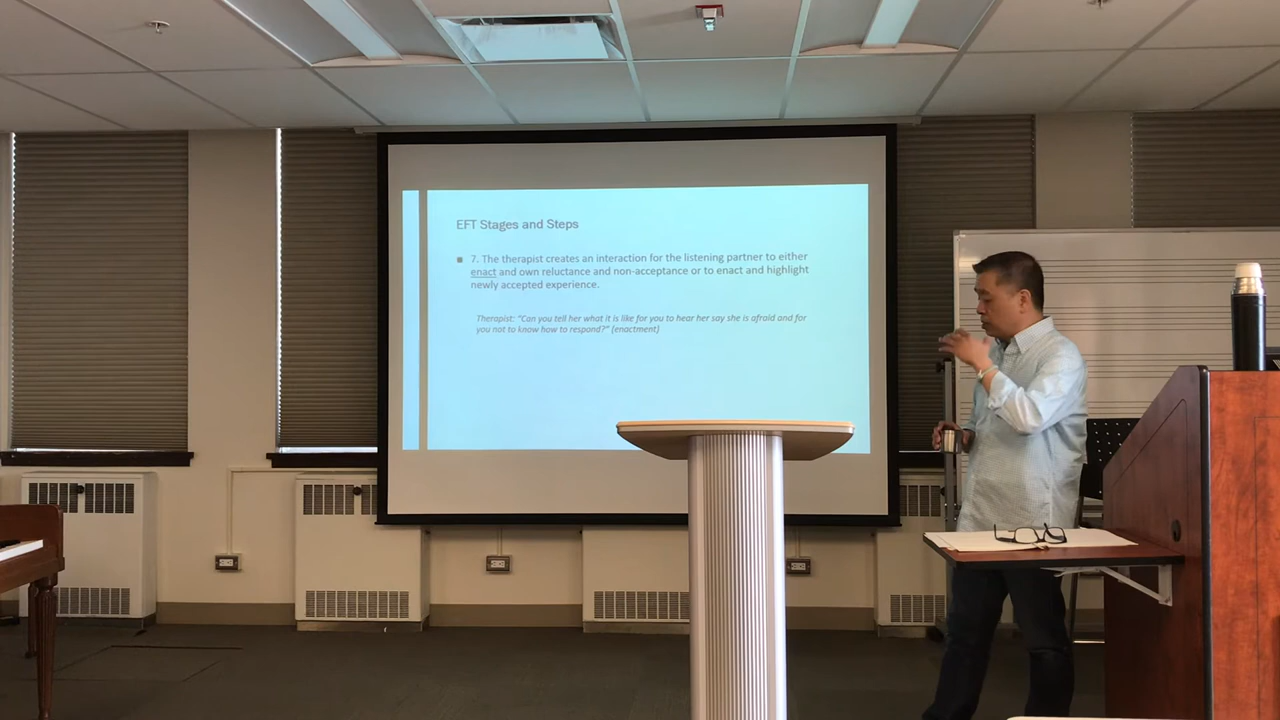 EFT Stages and Steps
7. The therapist creates an interaction for the listening partner to either
enact and own reluctance and non-acceptance or to enact and highlight
newly accepted experience.
Therapist: "Can you tell her what it is like for you to hear her say she is afraid and for
you not to know how to respond?" (enactment)